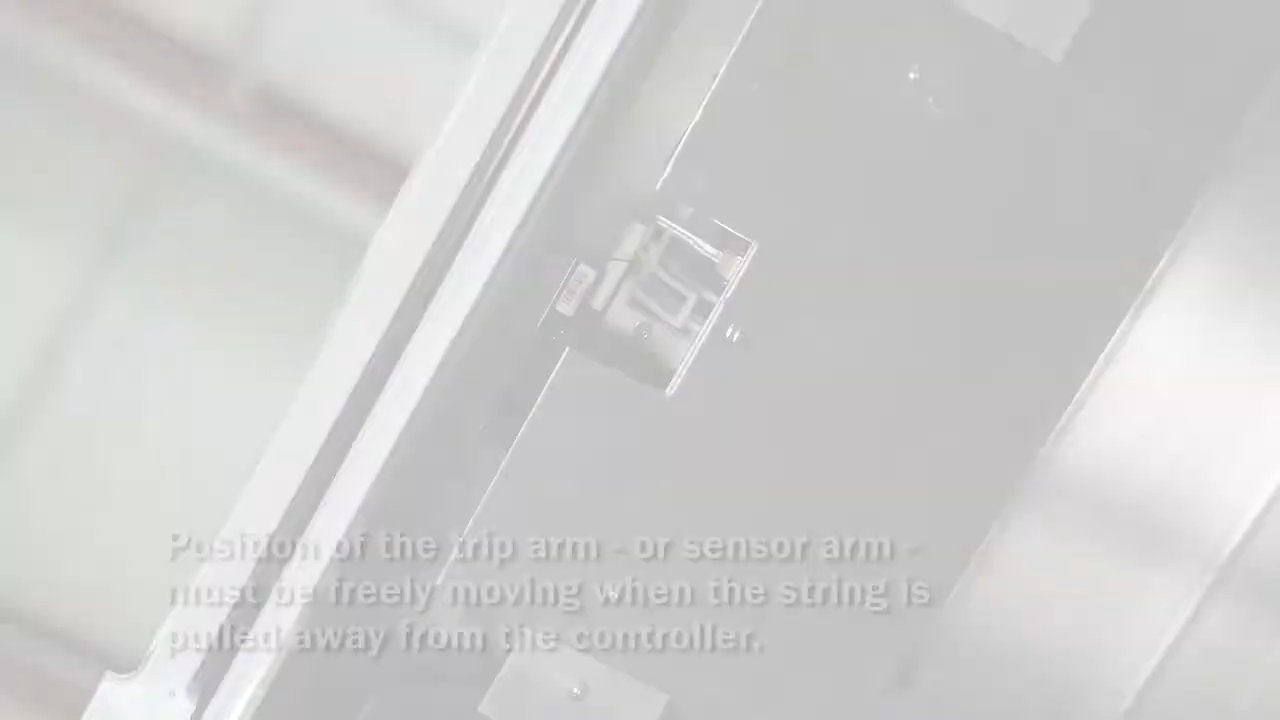 Position of the trip arm - or sensor arm -
must be freely moving when the string is
pulled away from the controller.